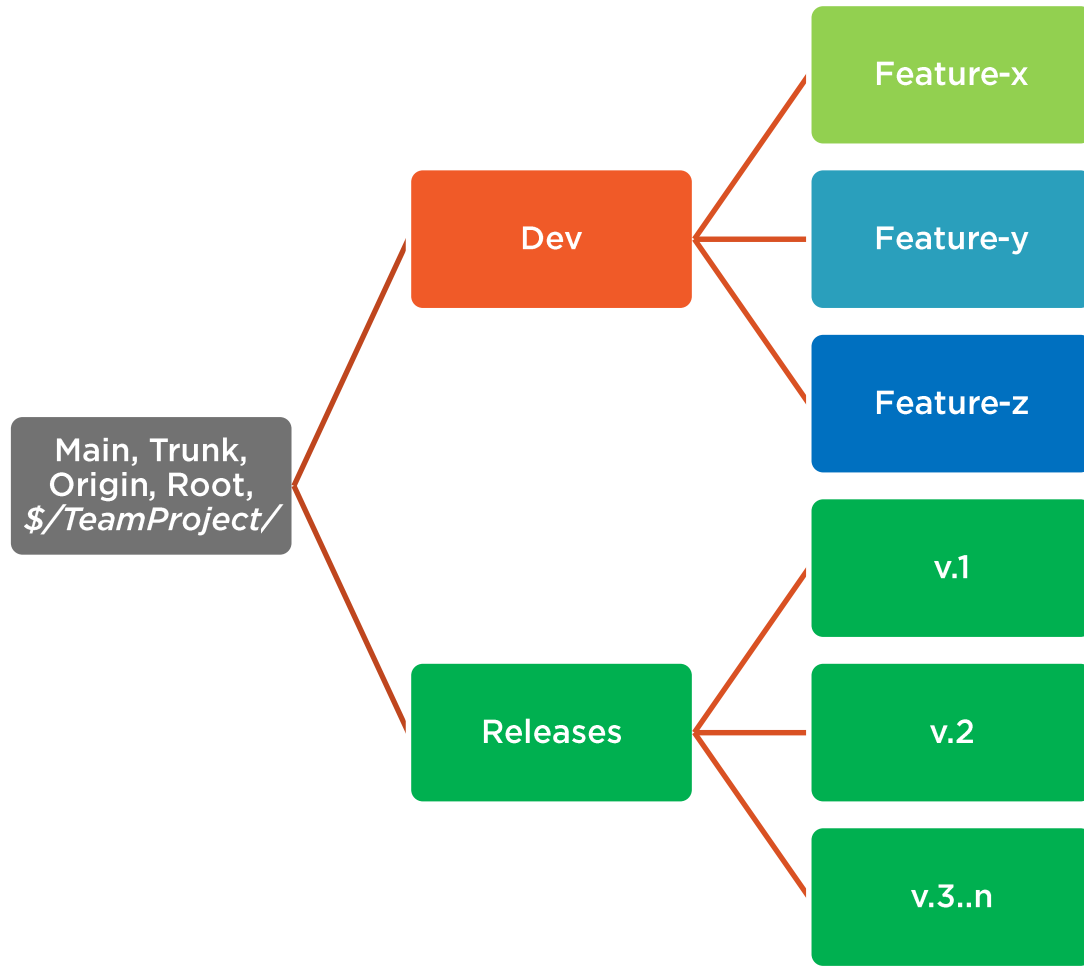 Feature-x
Dev
Feature-y
Feature-z
Main, Trunk,
Origin, Root,
$/TeamProject/
v.1
Releases
v.2
v.3..n